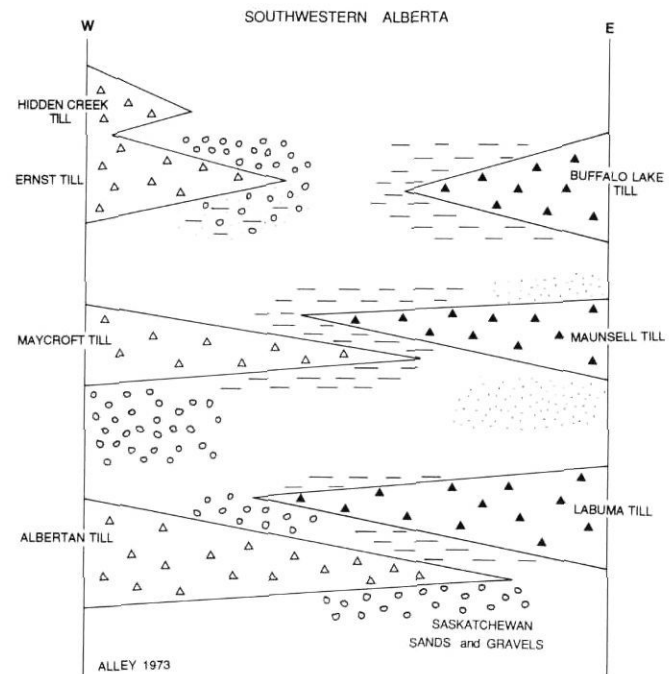 SOUTHWESTERN ALBERTA
W
E
HIDDEN CREEK
TILL
ERNST TILL
BUFFALO LAKE
TILL
MAYCROFT TILL
MAUNSELL TILL
ALBERTAN TILL
LABUMA TILL
SASKATCHEWAN
SANDS and GRAVELS
ALLEY 1973